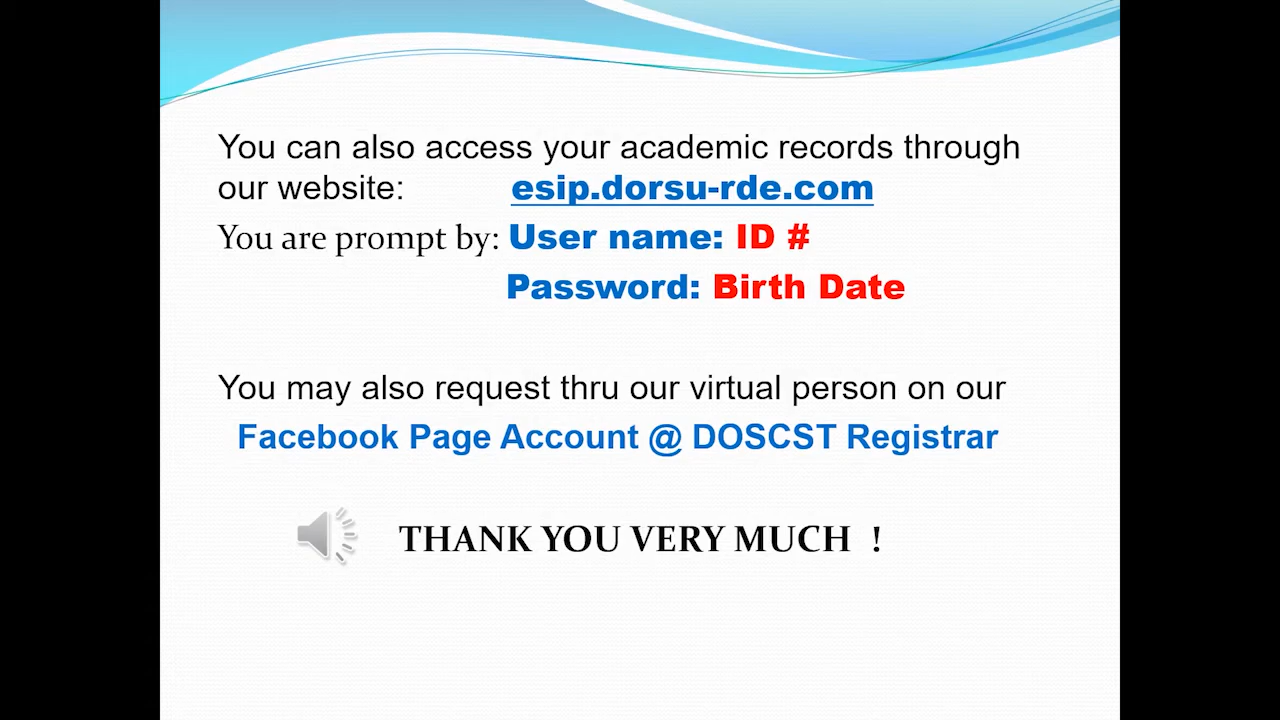 You can also access your academic records through
our website: esip.dorsu-rde.com
You are prompt by: User name: ID #
Password: Birth Date
You may also request thru our virtual person on our
Facebook Page Account @ DOSCST Registrar
THANK YOU VERY MUCH !